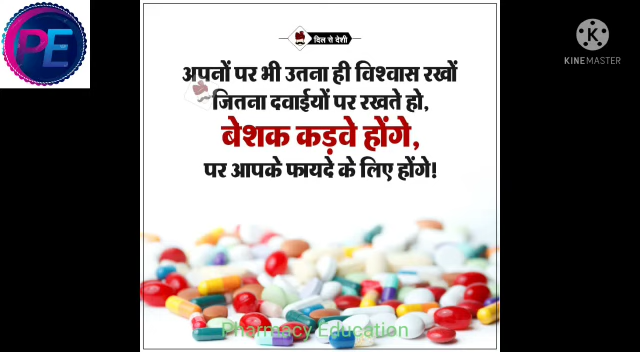 PE
KINEMASTER
दिल से देशी
अपनों पर भी उतना ही विश्वास रखों
जितना दवाईयों पर रखते हो,
बेशक कड़वे होंगे,
पर आपके फायदे के लिए होंगे!
Pharmacy Education